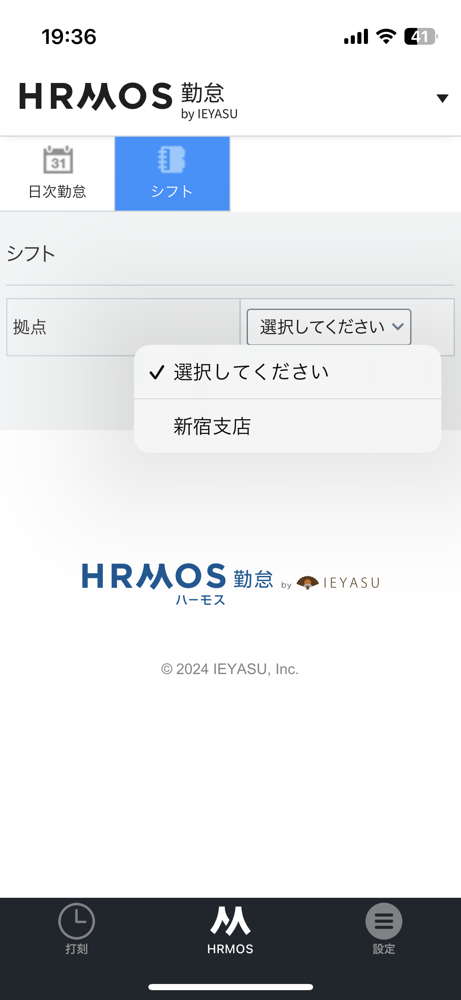 19:36
41
HRMOS 勤怠
by IEYASU
31
日次勤怠
シフト
シフト
拠点
選択してください
選択してください
新宿支店
HRMOS 勤怠 by IEYASU
ハーモス
© 2024 IEYASU, Inc.
打刻
HRMOS
設定